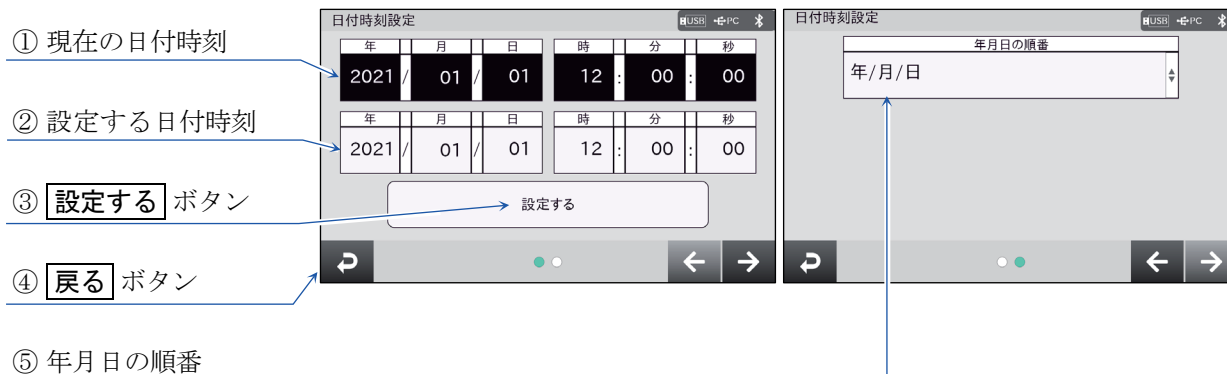 ① 現在の日付時刻
② 設定する日付時刻
③ 設定する ボタン
④ 戻る ボタン
⑤ 年月日の順番
日付時刻設定 USB PC
年 月 日 時 分 秒
2021 / 01 / 01 12 : 00 : 00
年 月 日 時 分 秒
2021 / 01 / 01 12 : 00 : 00
設定する
日付時刻設定 USB PC
年月日の順番
年/月/日